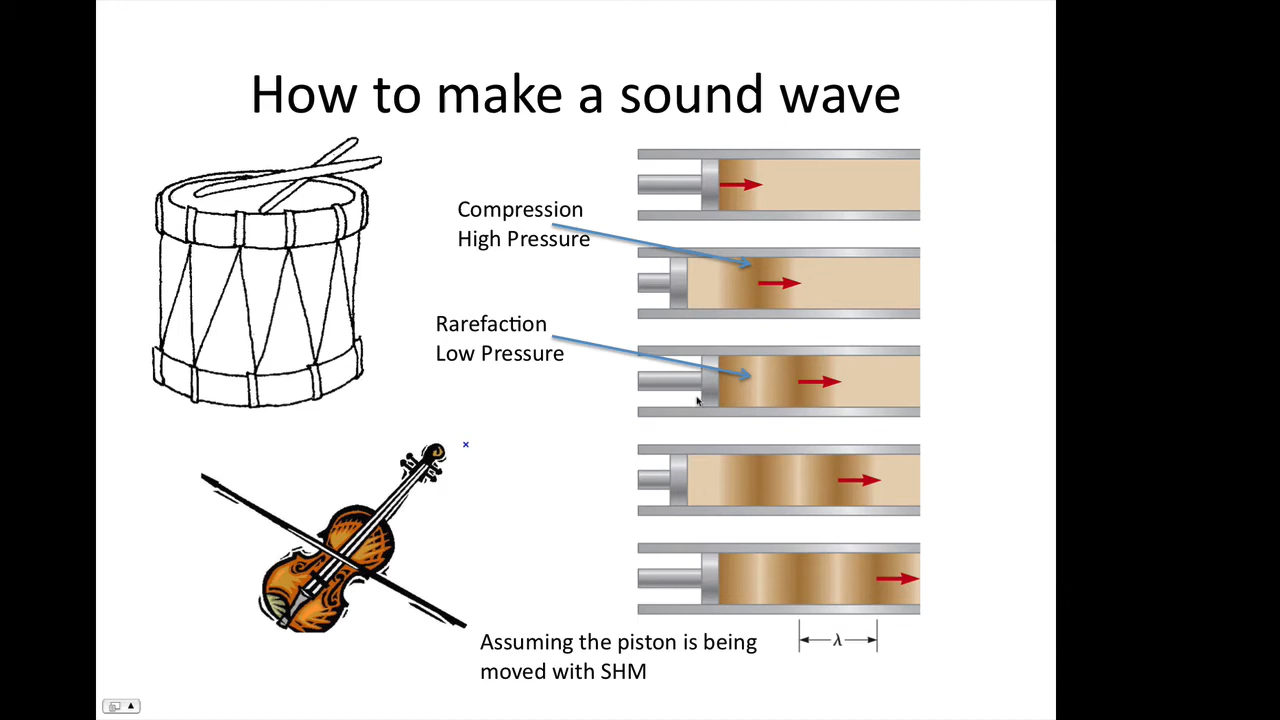 How to make a sound wave
Compression
High Pressure
Rarefaction
Low Pressure
λ
Assuming the piston is being
moved with SHM